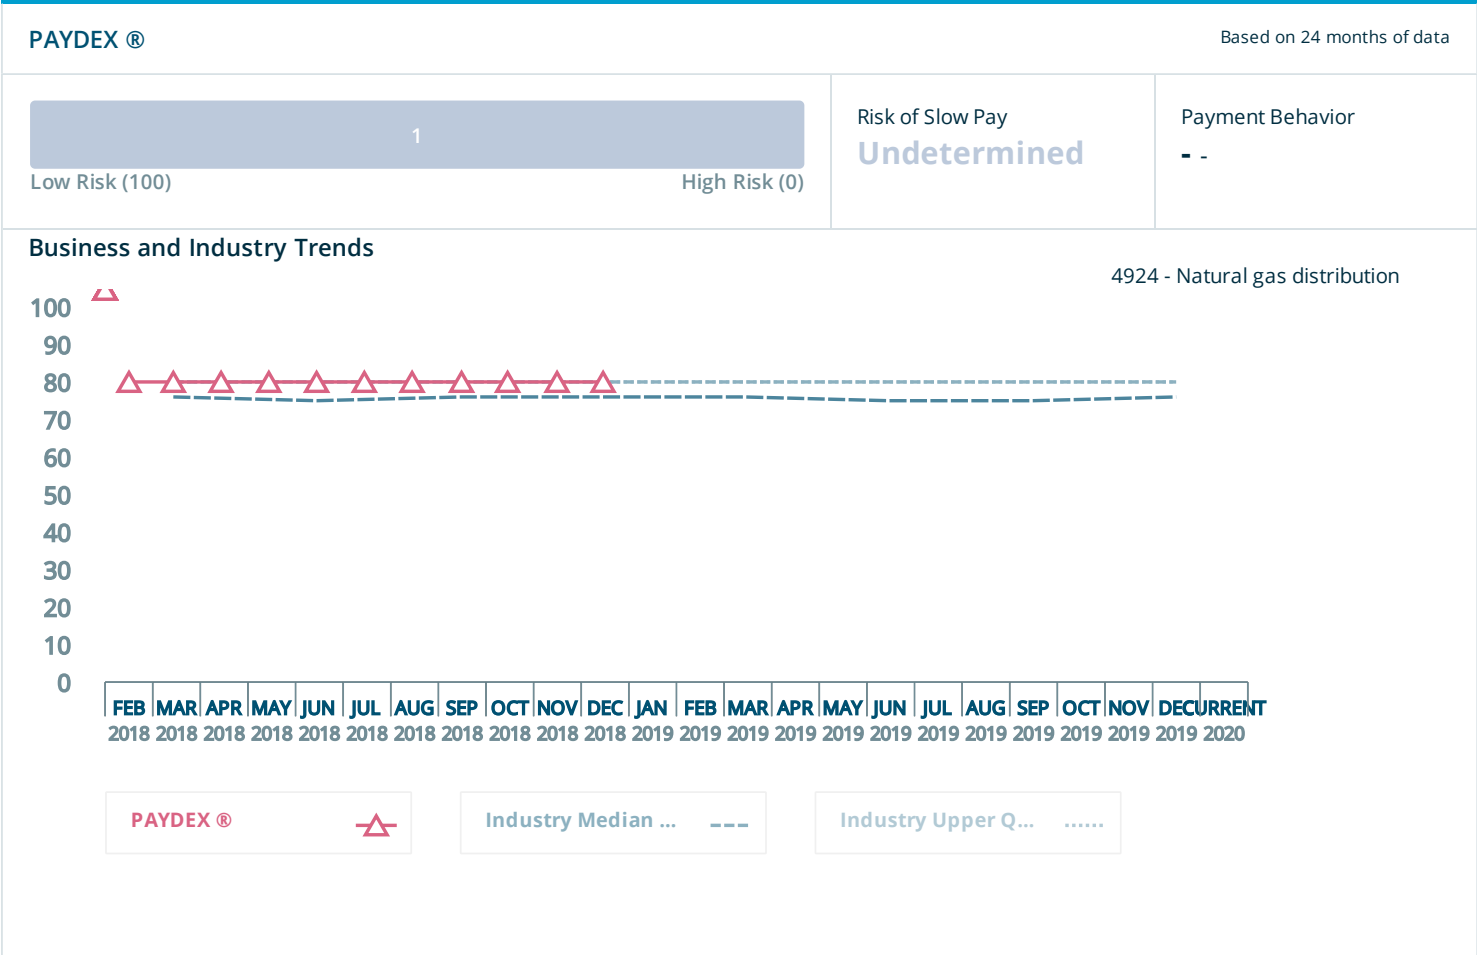 PAYDEX ®
Based on 24 months of data
1
Low Risk (100)
High Risk (0)
Risk of Slow Pay
Undetermined
Payment Behavior
- -
Business and Industry Trends
4924 - Natural gas distribution
100
90
80
70
60
50
40
30
20
10
0
FEB MAR APR MAY JUN JUL AUG SEP OCT NOV DEC JAN FEB MAR APR MAY JUN JUL AUG SEP OCT NOV DECURRENT
2018 2018 2018 2018 2018 2018 2018 2018 2018 2018 2018 2019 2019 2019 2019 2019 2019 2019 2019 2019 2019 2019 2019 2020
PAYDEX ®
Industry Median ...
Industry Upper Q...